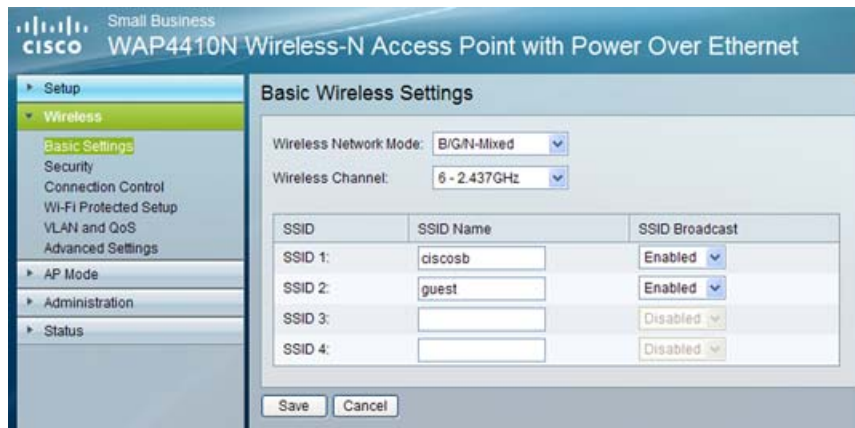 Small Business
CISCO WAP4410N Wireless-N Access Point with Power Over Ethernet
Setup
Wireless
Basic Settings
Security
Connection Control
Wi-Fi Protected Setup
VLAN and QoS
Advanced Settings
AP Mode
Administration
Status
Basic Wireless Settings
Wireless Network Mode: B/G/N-Mixed
Wireless Channel: 6 - 2.437GHz
SSID SSID Name SSID Broadcast
SSID 1: ciscosb Enabled
SSID 2: guest Enabled
SSID 3: Disabled
SSID 4: Disabled
Save Cancel